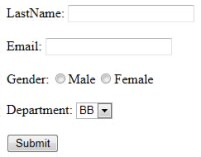 LastName:
Email:
Gender: Male Female
Department: BB
Submit